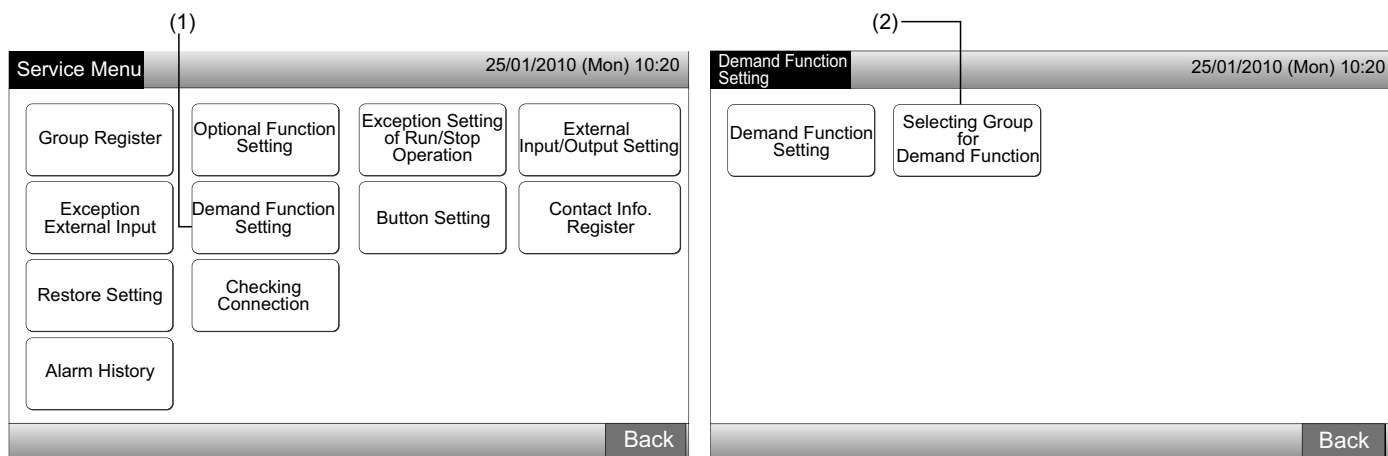 (1)
Service Menu
25/01/2010 (Mon) 10:20
Group Register
Optional Function
Setting
Exception Setting
of Run/Stop
Operation
External
Input/Output Setting
Exception
External Input
Demand Function
Setting
Button Setting
Contact Info.
Register
Restore Setting
Checking
Connection
Alarm History
Back
(2)
Demand Function
Setting
25/01/2010 (Mon) 10:20
Demand Function
Setting
Selecting Group
for
Demand Function
Back